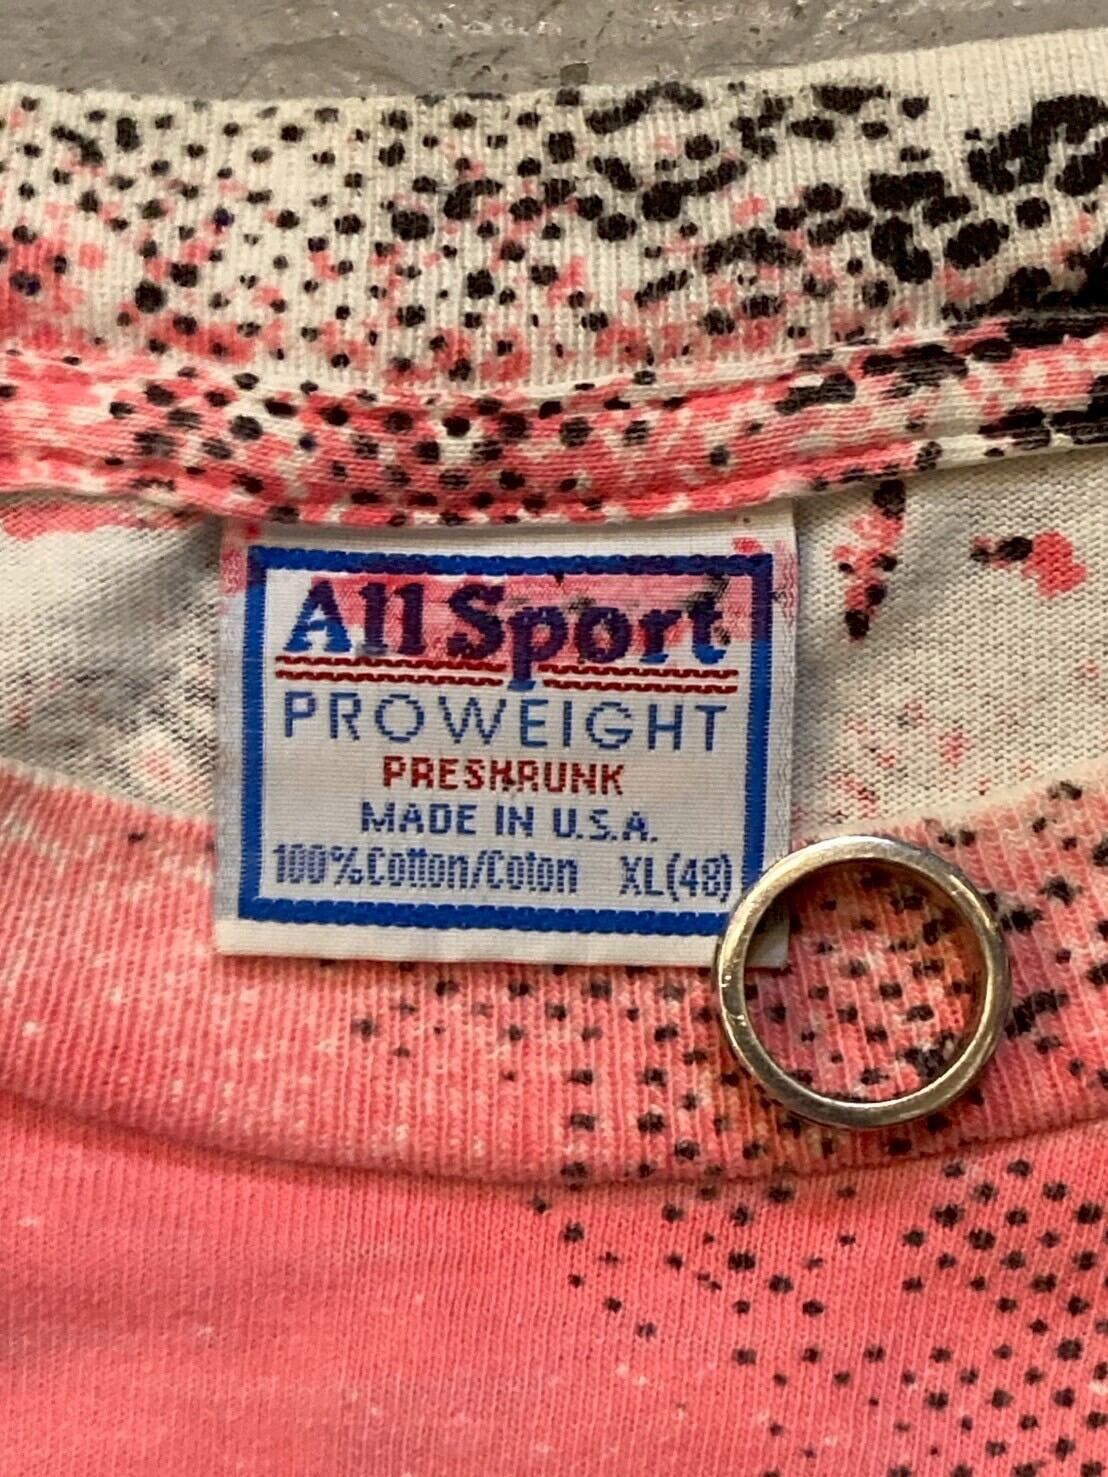 All Sport
PROWEIGHT
PRESHRUNK
MADE IN U.S.A.
100% Cotton/Coton XL(48)